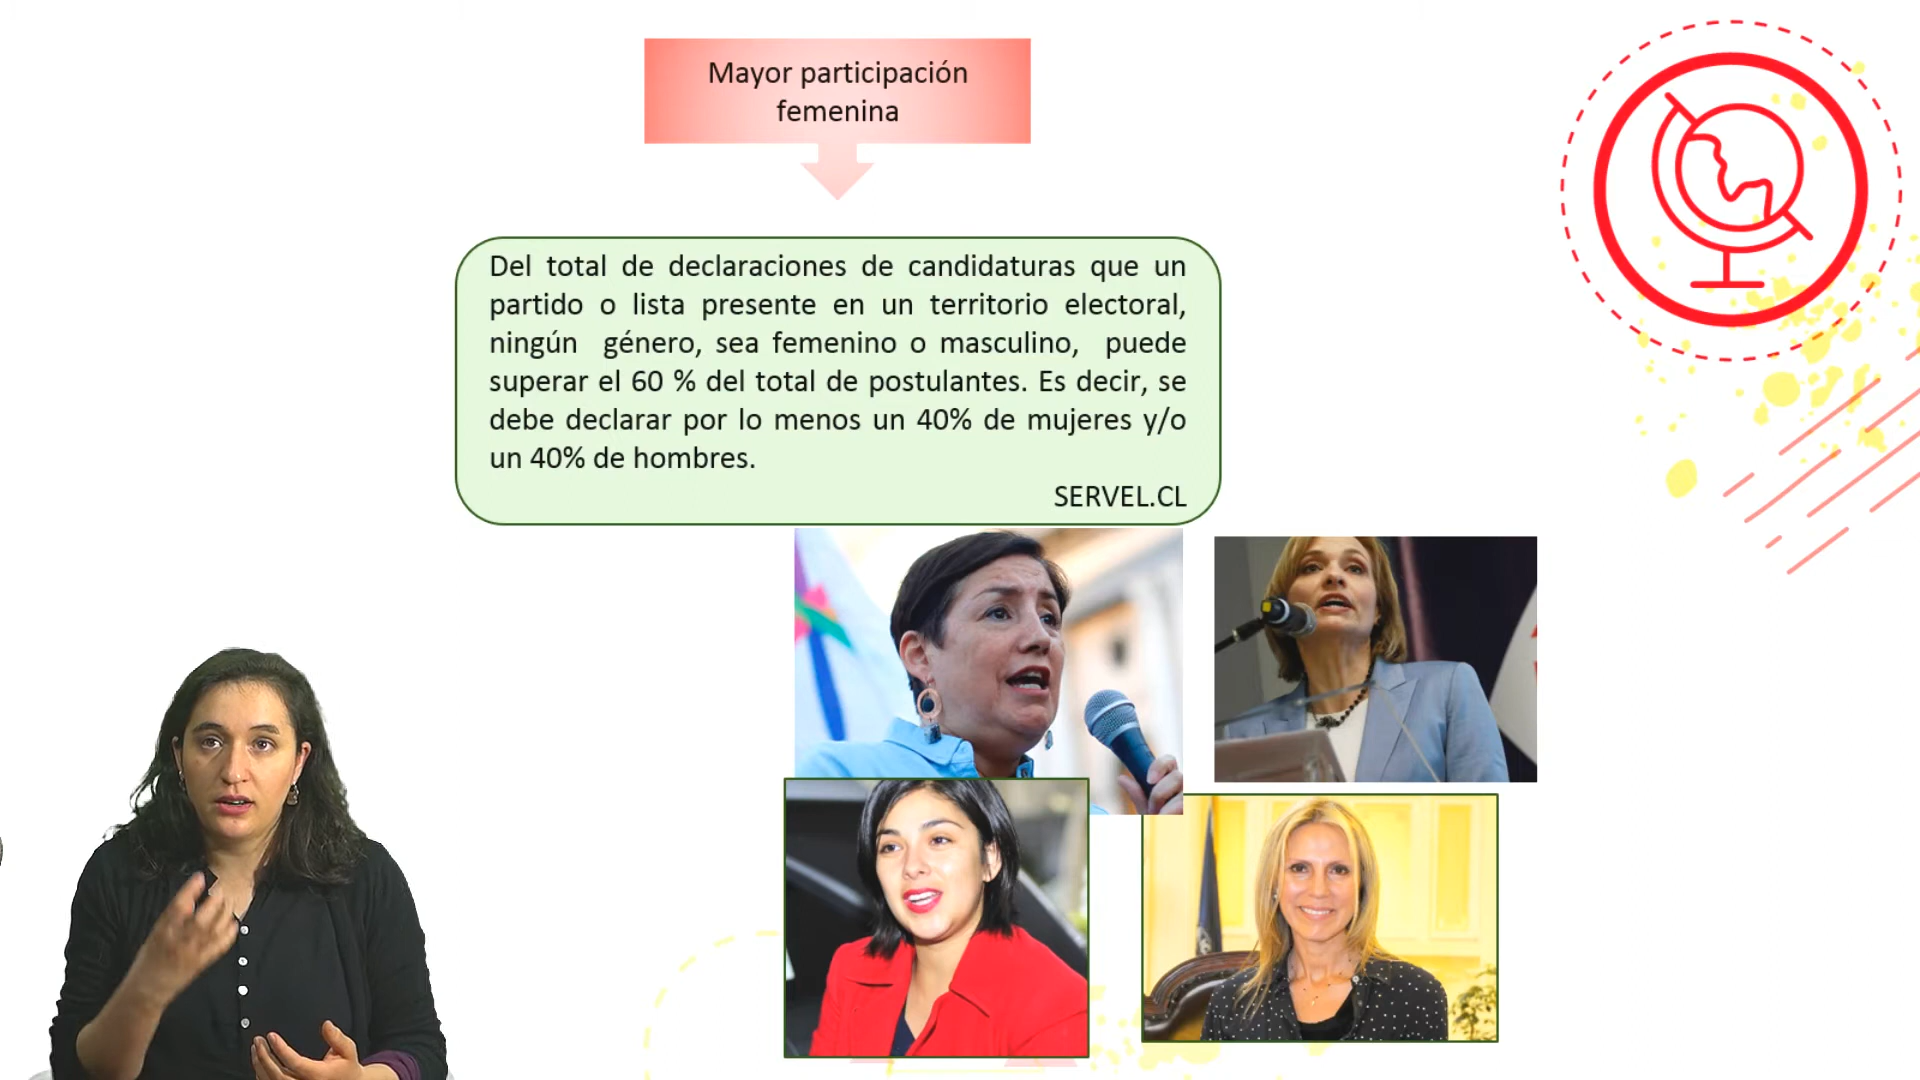 Mayor participación
femenina
Del total de declaraciones de candidaturas que un
partido o lista presente en un territorio electoral,
ningún género, sea femenino o masculino, puede
superar el 60 % del total de postulantes. Es decir, se
debe declarar por lo menos un 40% de mujeres y/o
un 40% de hombres.
SERVEL.CL